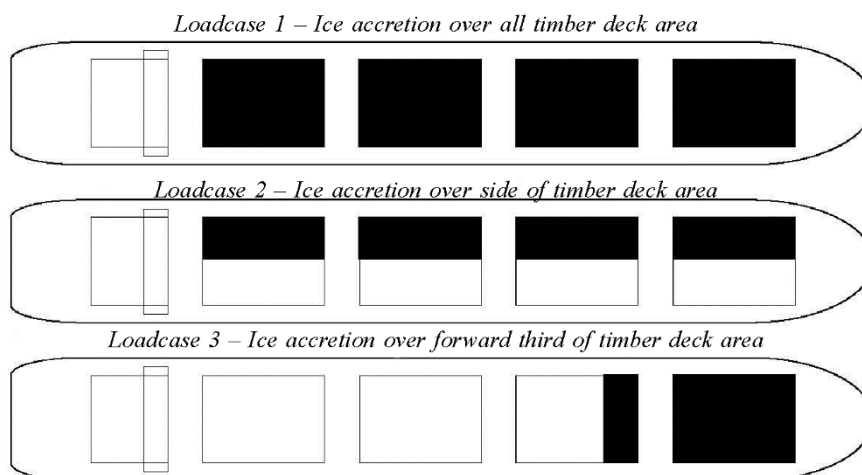 Loadcase 1 – Ice accretion over all timber deck area
Loadcase 2 – Ice accretion over side of timber deck area
Loadcase 3 – Ice accretion over forward third of timber deck area